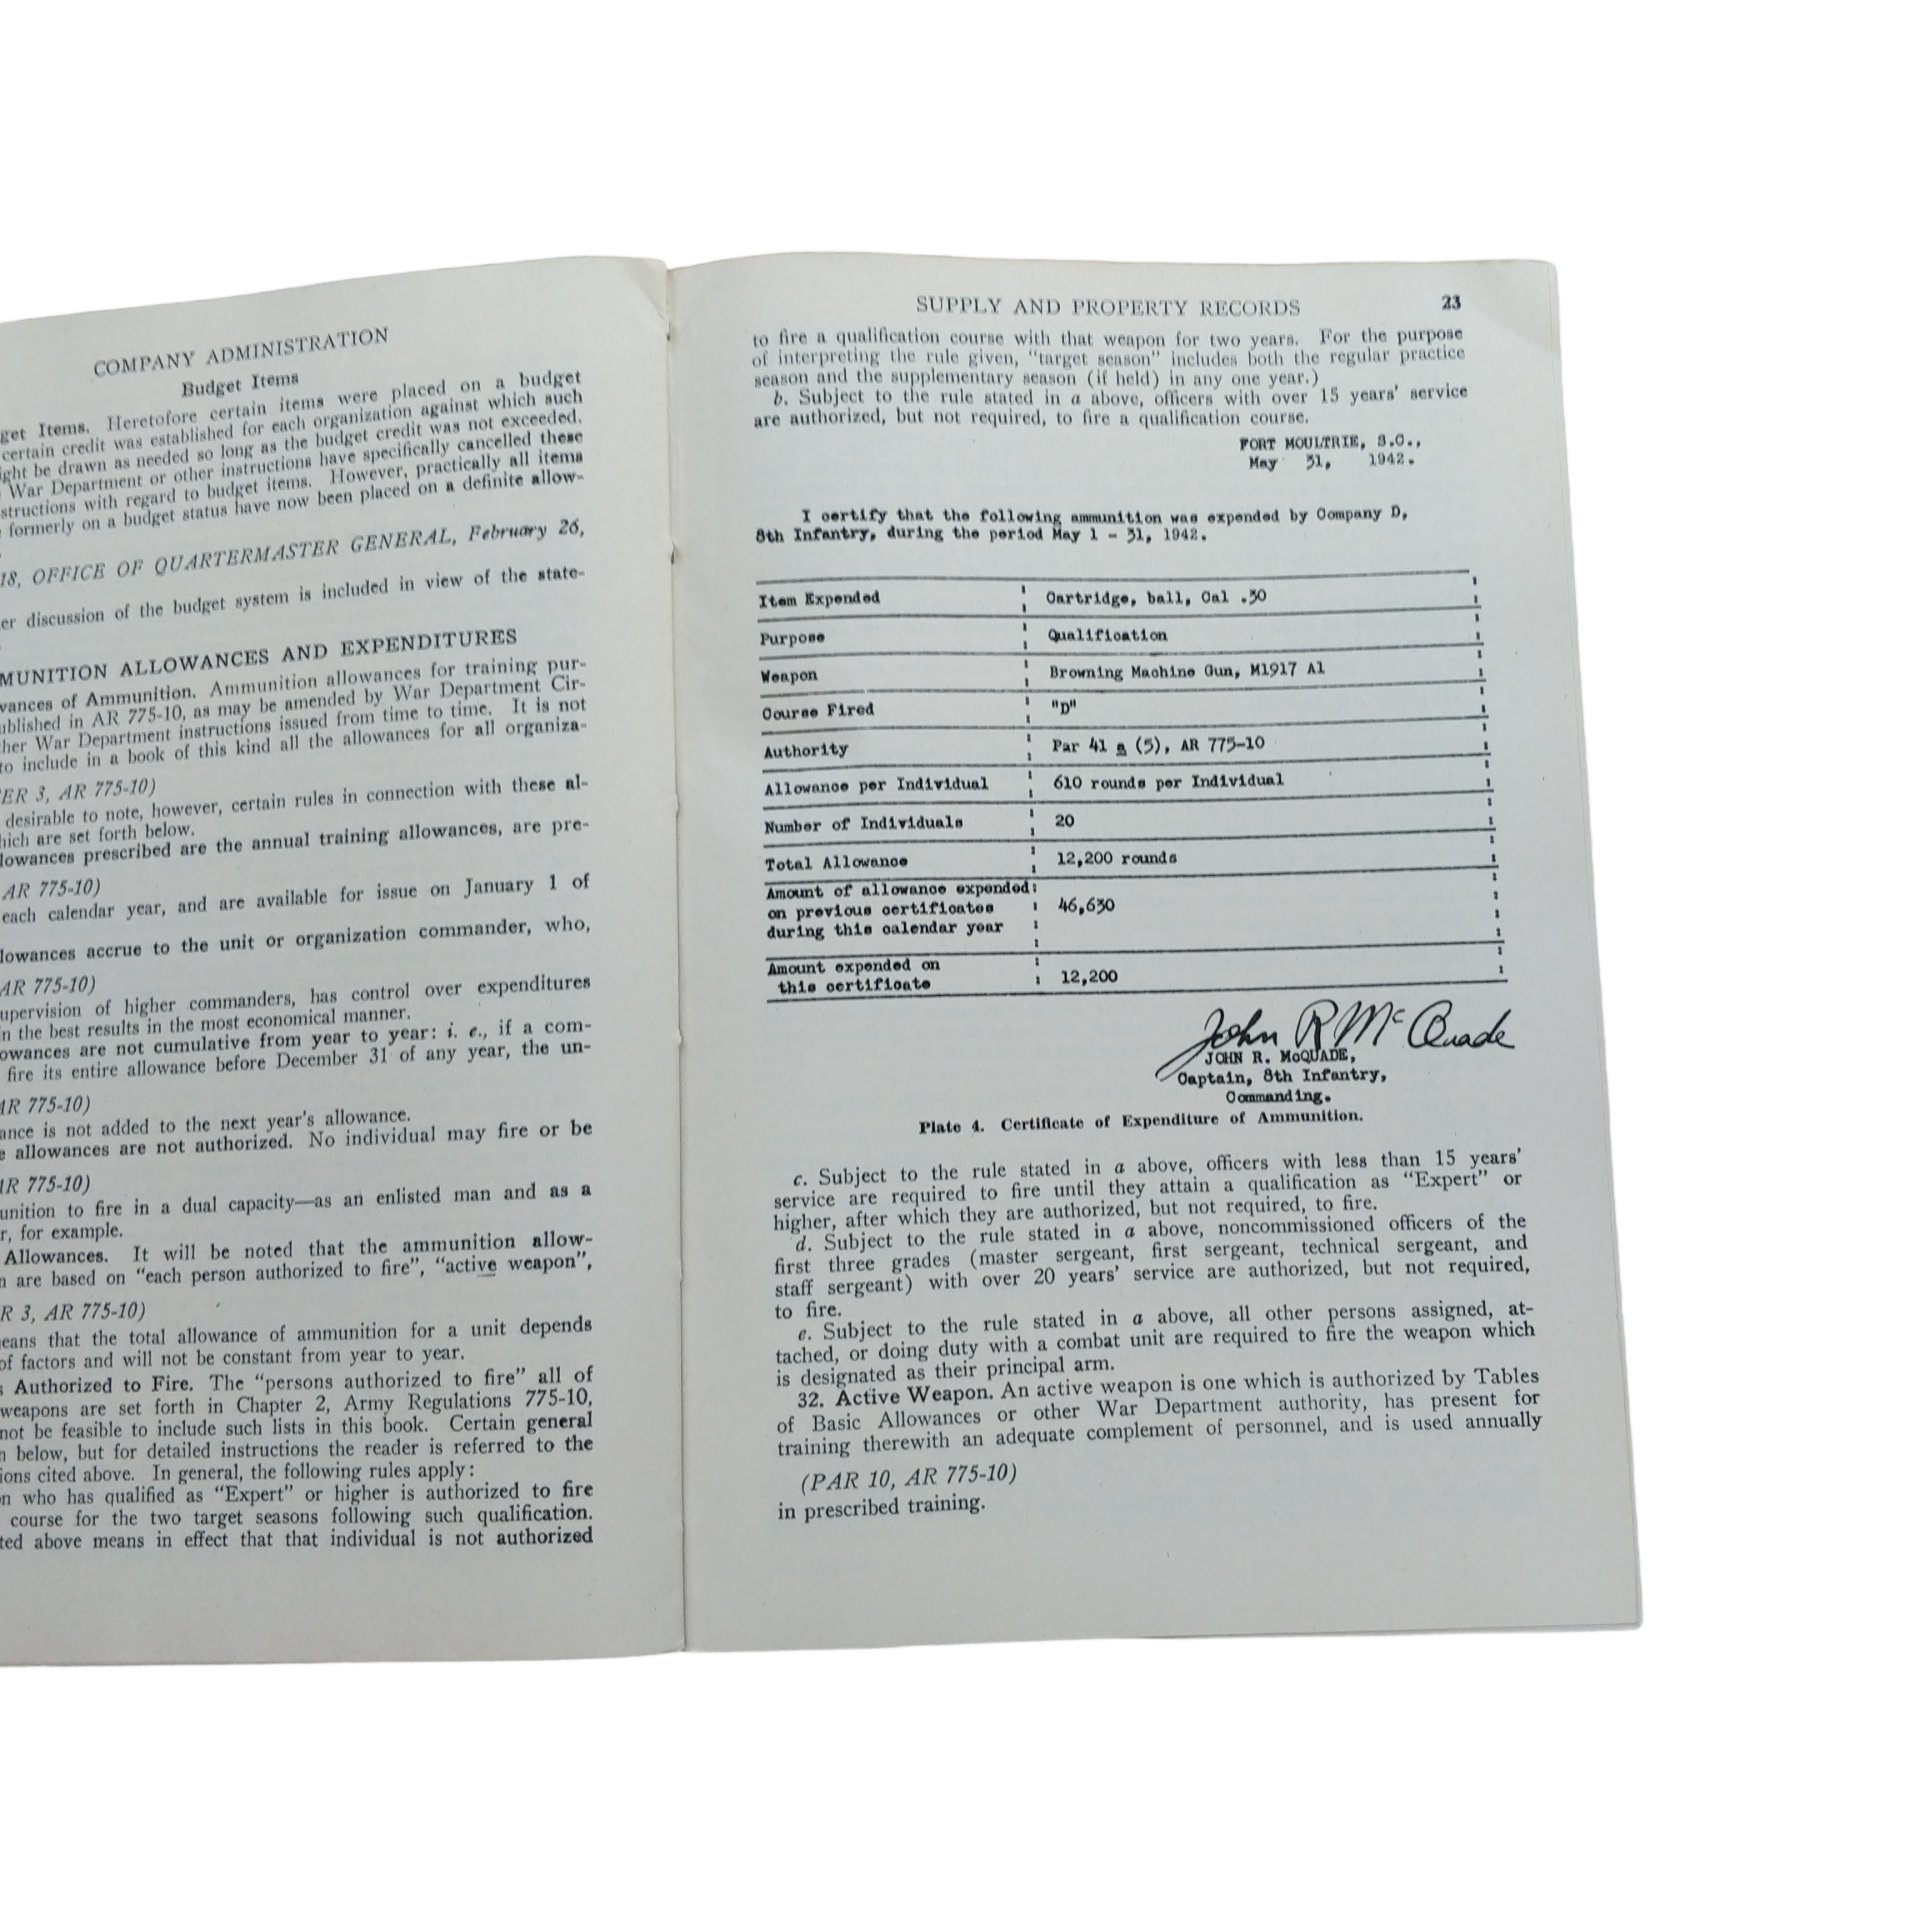 COMPANY ADMINISTRATION
Budget Items
get Items. Heretofore certain items were placed on a budget
certain credit was established for each organization against which such
ight be drawn as needed so long as the budget credit was not exceeded.
War Department or other instructions have specifically cancelled these
structions with regard to budget items. However, practically all items
formerly on a budget status have now been placed on a definite allow-
18, OFFICE OF QUARTERMASTER GENERAL, February 26,
er discussion of the budget system is included in view of the state-
MUNITION ALLOWANCES AND EXPENDITURES
wances of Ammunition. Ammunition allowances for training pur-
ublished in AR 775-10, as may be amended by War Department Cir-
her War Department instructions issued from time to time. It is not
to include in a book of this kind all the allowances for all organiza-
ER 3, AR 775-10)
desirable to note, however, certain rules in connection with these al-
hich are set forth below.
lowances prescribed are the annual training allowances, are pre-
AR 775-10)
each calendar year, and are available for issue on January 1 of
lowances accrue to the unit or organization commander, who,
AR 775-10)
upervision of higher commanders, has control over expenditures
n the best results in the most economical manner.
owances are not cumulative from year to year: i. e., if a com-
fire its entire allowance before December 31 of any year, the un-
AR 775-10)
ance is not added to the next year's allowance.
e allowances are not authorized. No individual may fire or be
AR 775-10)
unition to fire in a dual capacity—as an enlisted man and as a
r, for example.
Allowances. It will be noted that the ammunition allow-
n are based on "each person authorized to fire", "active weapon",
R 3, AR 775-10)
eans that the total allowance of ammunition for a unit depends
of factors and will not be constant from year to year.
s Authorized to Fire. The "persons authorized to fire" all of
weapons are set forth in Chapter 2, Army Regulations 775-10,
not be feasible to include such lists in this book. Certain general
n below, but for detailed instructions the reader is referred to the
ions cited above. In general, the following rules apply:
n who has qualified as "Expert" or higher is authorized to fire
course for the two target seasons following such qualification.
ted above means in effect that that individual is not authorized
SUPPLY AND PROPERTY RECORDS 23
to fire a qualification course with that weapon for two years. For the purpose
of interpreting the rule given, "target season" includes both the regular practice
season and the supplementary season (if held) in any one year.)
b. Subject to the rule stated in a above, officers with over 15 years' service
are authorized, but not required, to fire a qualification course.
FORT MOULTRIE, S.C.,
May 31, 1942.
I certify that the following ammunition was expended by Company D,
8th Infantry, during the period May 1 - 31, 1942.
Item Expended Cartridge, ball, Cal .30
Purpose Qualification
Weapon Browning Machine Gun, M1917 A1
Course Fired "D"
Authority Par 41 a (5), AR 775-10
Allowance per Individual 610 rounds per Individual
Number of Individuals 20
Total Allowance 12,200 rounds
Amount of allowance expended
on previous certificates 46,630
during this calendar year
Amount expended on
this certificate 12,200
John R McQuade
JOHN R. McQUADE,
Captain, 8th Infantry,
Commanding.
Plate 4. Certificate of Expenditure of Ammunition.
c. Subject to the rule stated in a above, officers with less than 15 years'
service are required to fire until they attain a qualification as "Expert" or
higher, after which they are authorized, but not required, to fire.
d. Subject to the rule stated in a above, noncommissioned officers of the
first three grades (master sergeant, first sergeant, technical sergeant, and
staff sergeant) with over 20 years' service are authorized, but not required,
to fire.
e. Subject to the rule stated in a above, all other persons assigned, at-
tached, or doing duty with a combat unit are required to fire the weapon which
is designated as their principal arm.
32. Active Weapon. An active weapon is one which is authorized by Tables
of Basic Allowances or other War Department authority, has present for
training therewith an adequate complement of personnel, and is used annually
(PAR 10, AR 775-10)
in prescribed training.